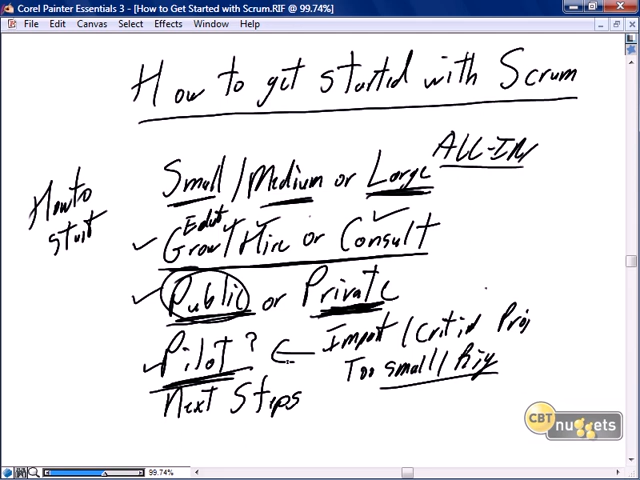 Corel Painter Essentials 3 - [How to Get Started with Scrum.RIF @ 99.74%]
File Edit Canvas Select Effects Window Help
How to get started with Scrum
ALL-IN
Small / Medium or Large
How to
start
Educt
Grow / Hire or Consult
Public or Private
Pilot? Import / Critical Proj
Too small / Big
Next Steps
CBT nuggets
99.74%